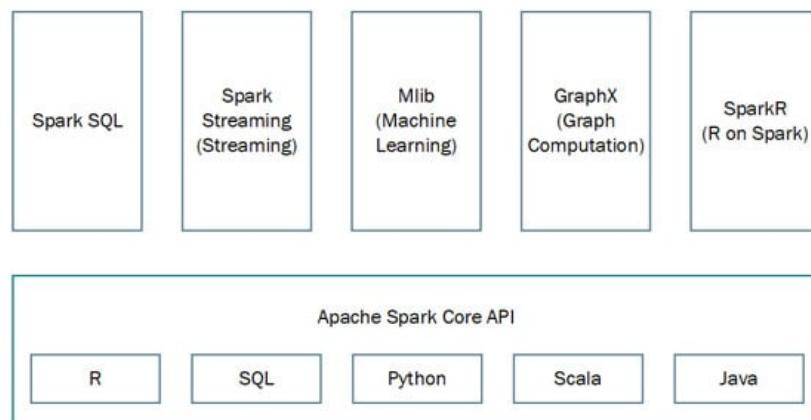 Spark SQL
Spark
Streaming
(Streaming)
Mlib
(Machine
Learning)
GraphX
(Graph
Computation)
SparkR
(R on Spark)
Apache Spark Core API
R
SQL
Python
Scala
Java